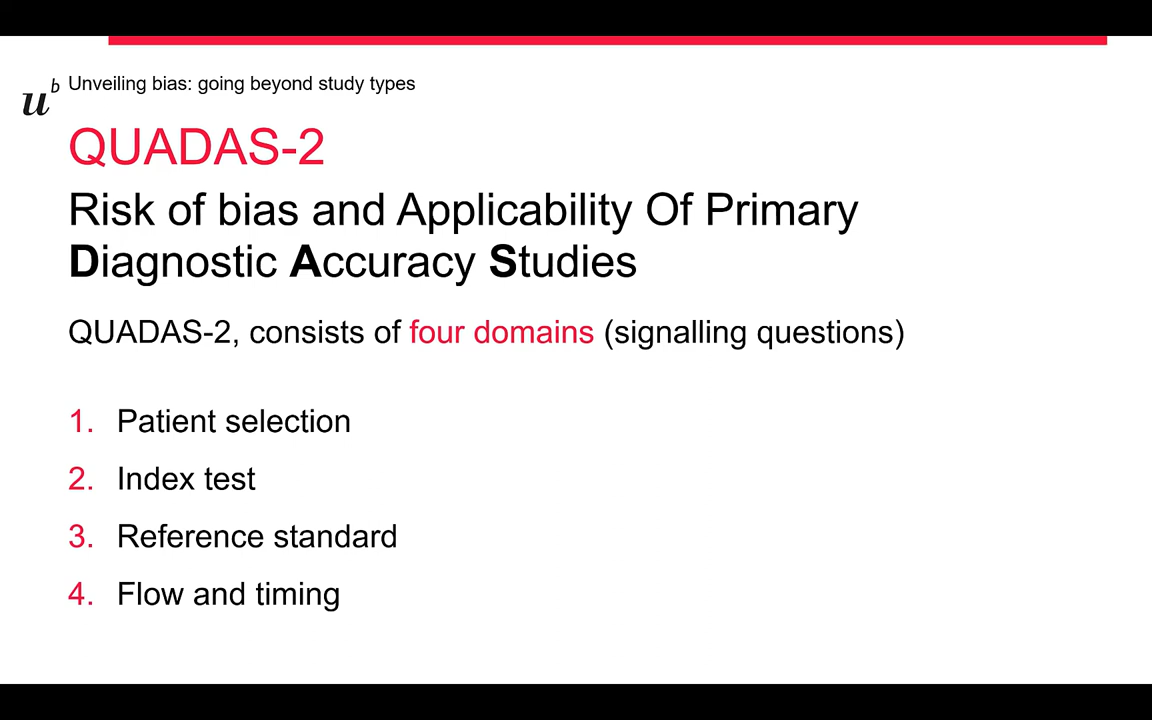 Unveiling bias: going beyond study types
u^b
QUADAS-2
Risk of bias and Applicability Of Primary
Diagnostic Accuracy Studies
QUADAS-2, consists of four domains (signalling questions)
1. Patient selection
2. Index test
3. Reference standard
4. Flow and timing